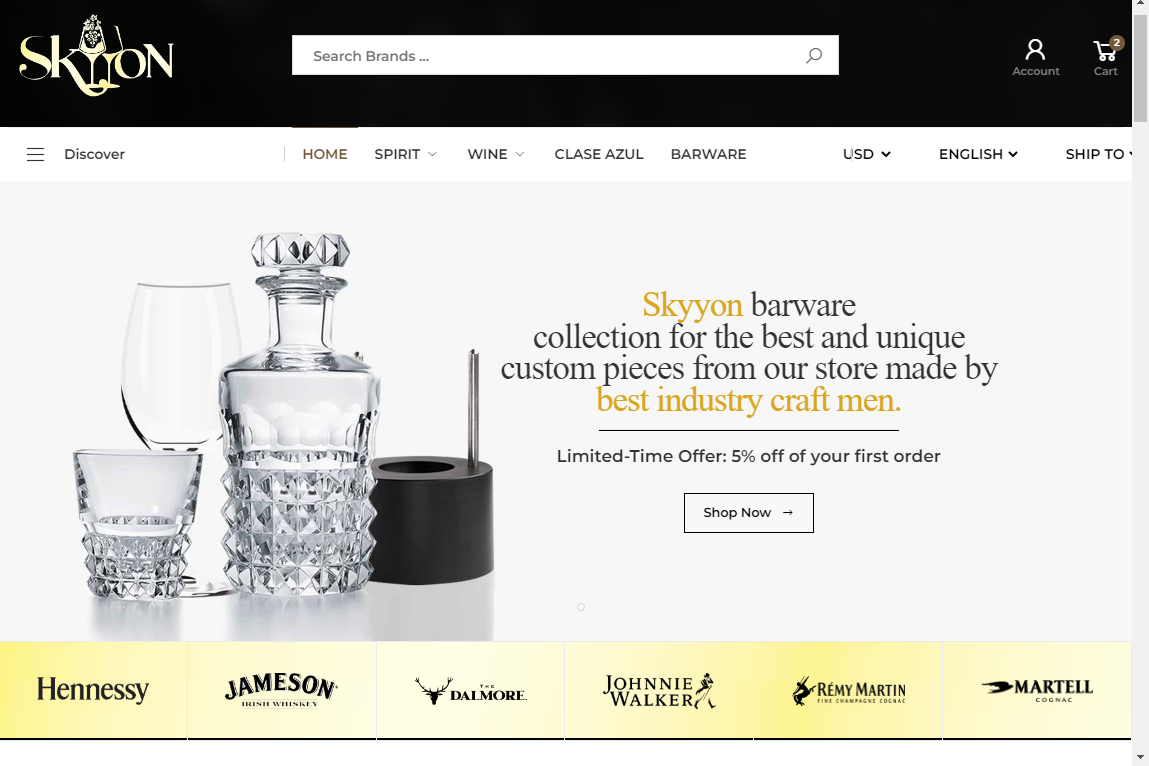 SKYYON
Search Brands ...
Account
2
Cart
Discover
HOME
SPIRIT
WINE
CLASE AZUL
BARWARE
USD
ENGLISH
SHIP TO
Skyyon barware
collection for the best and unique
custom pieces from our store made by
best industry craft men.
Limited-Time Offer: 5% off of your first order
Shop Now
Hennessy
JAMESON
IRISH WHISKEY
THE
DALMORE
JOHNNIE
WALKER
RÉMY MARTIN
FINE CHAMPAGNE COGNAC
MARTELL
COGNAC